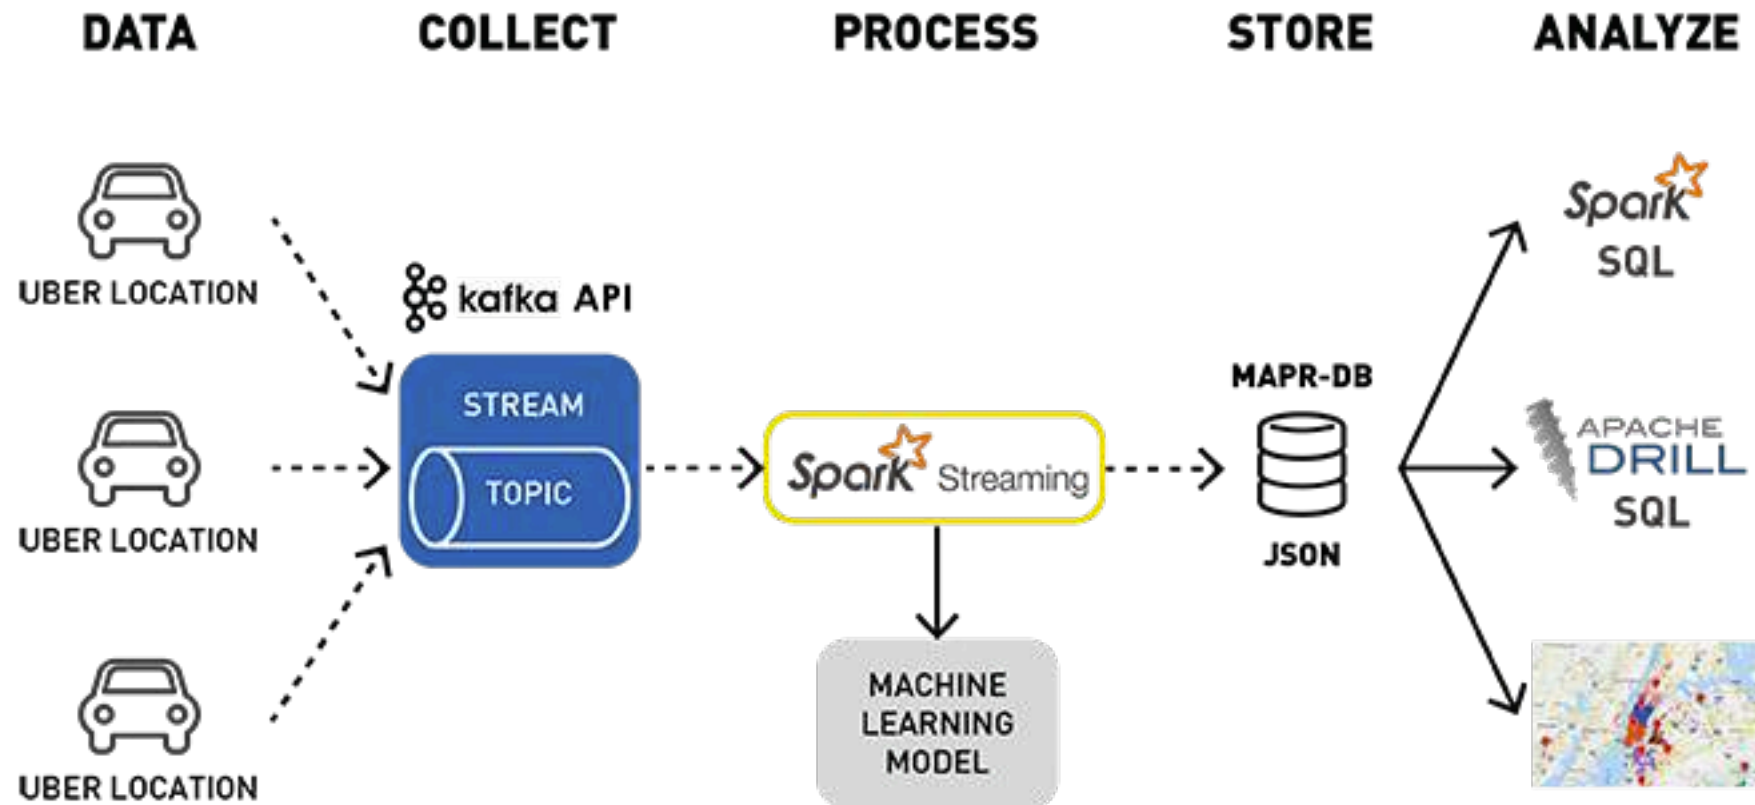 DATA
COLLECT
PROCESS
STORE
ANALYZE
UBER LOCATION
UBER LOCATION
UBER LOCATION
kafka API
STREAM
TOPIC
Spark Streaming
MACHINE
LEARNING
MODEL
MAPR-DB
JSON
Spark
SQL
APACHE
DRILL
SQL